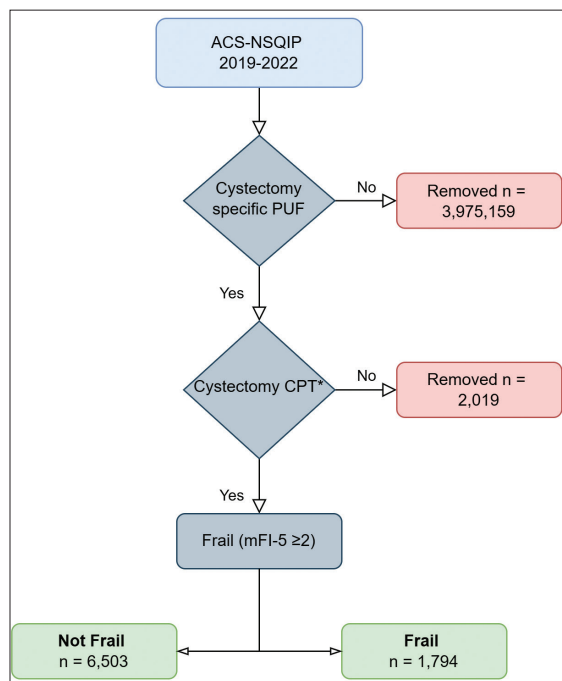 ACS-NSQIP
2019-2022
Cystectomy
specific PUF
No
Removed n =
3,975,159
Yes
Cystectomy CPT*
No
Removed n =
2,019
Yes
Frail (mFI-5 ≥2)
Not Frail
n = 6,503
Frail
n = 1,794